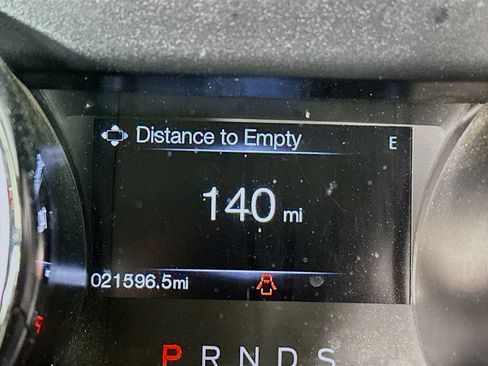 Distance to Empty E
140 mi
021596.5mi
P R N D S